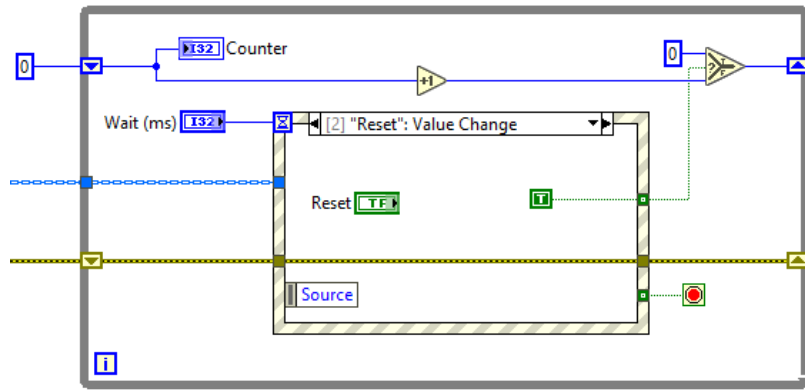 0
I32 Counter
+1
0
? T F
Wait (ms) I32
[2] "Reset": Value Change
Reset TF
T
Source
i